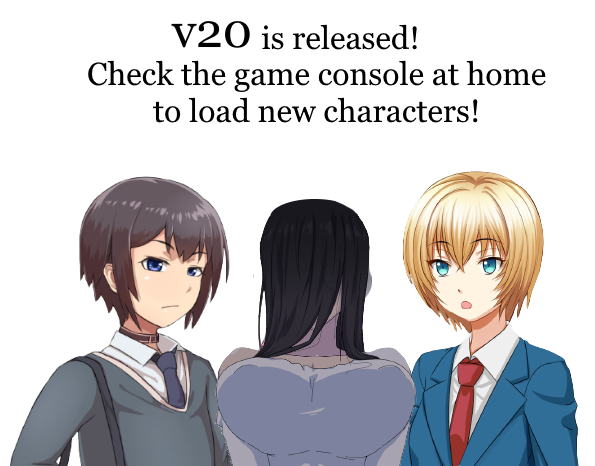 v20 is released!
Check the game console at home
to load new characters!